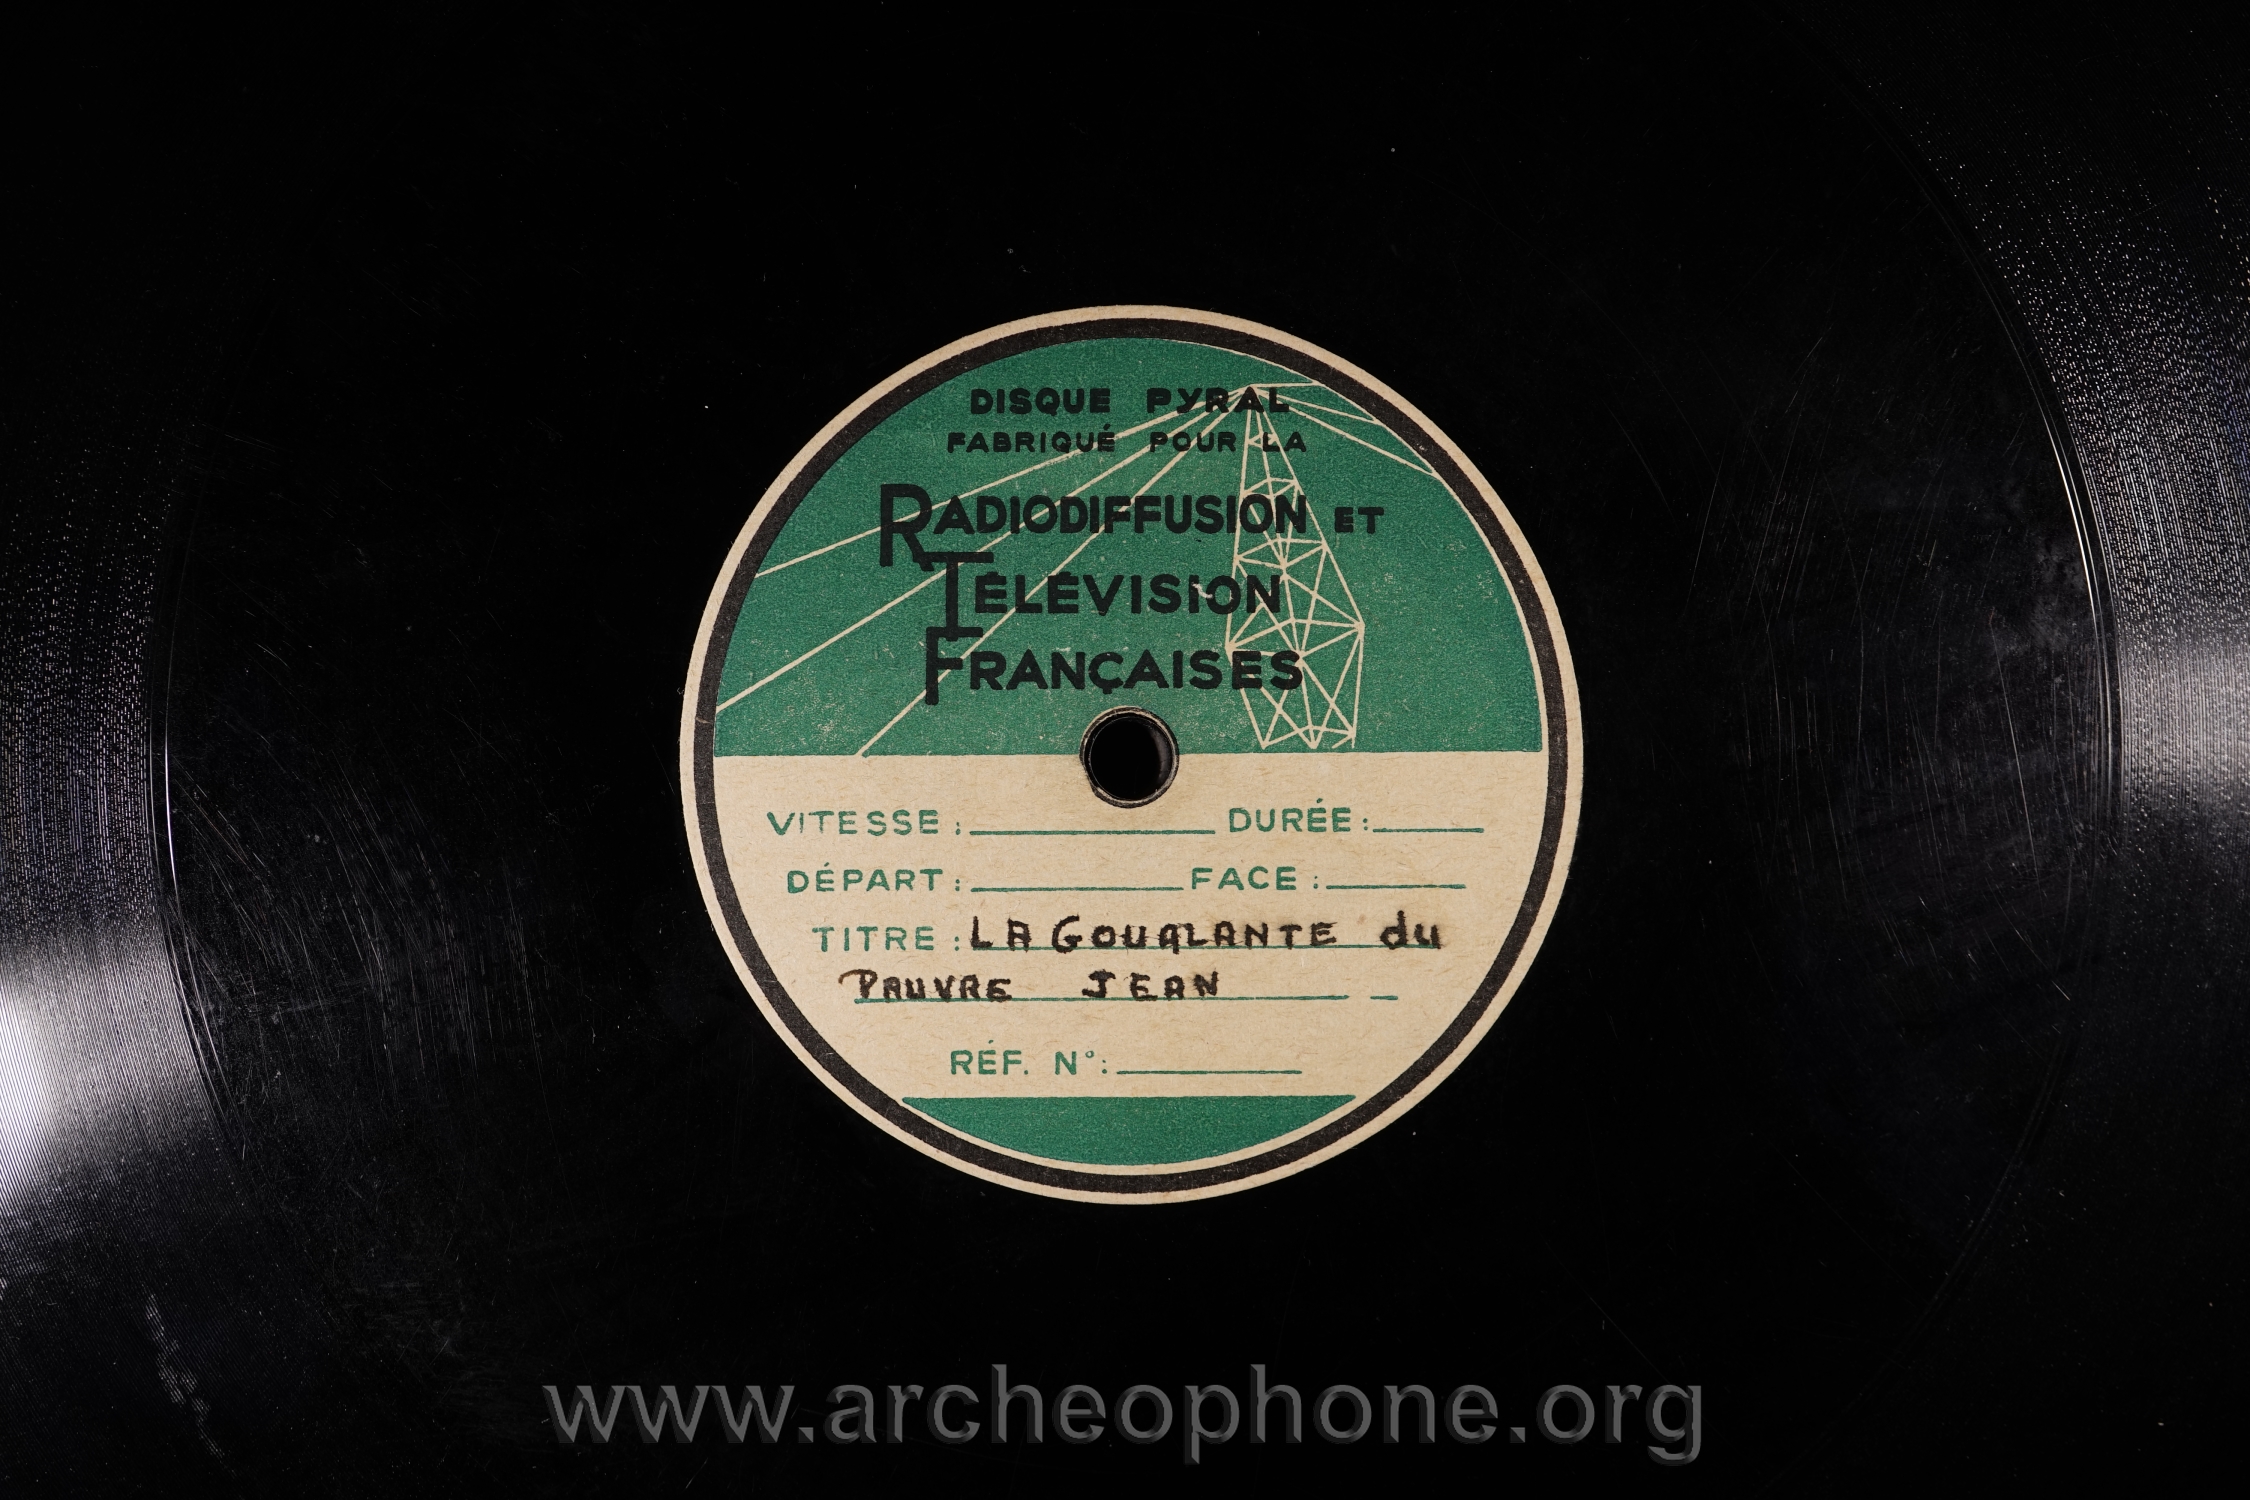 DISQUE PYRAL
FABRIQUÉ POUR LA
RADIODIFFUSION ET
TÉLÉVISION
FRANÇAISES
VITESSE : DURÉE :
DÉPART : FACE :
TITRE : LA GOUALANTE du
PAUVRE JEAN
RÉF. N° :
www.archeophone.org